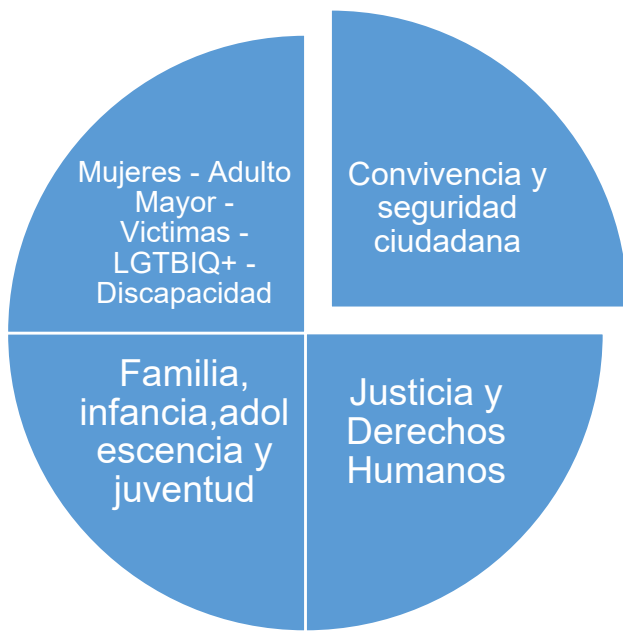 Mujeres - Adulto
Mayor -
Victimas -
LGTBIQ+ -
Discapacidad
Convivencia y
seguridad
ciudadana
Familia,
infancia,adol
escencia y
juventud
Justicia y
Derechos
Humanos